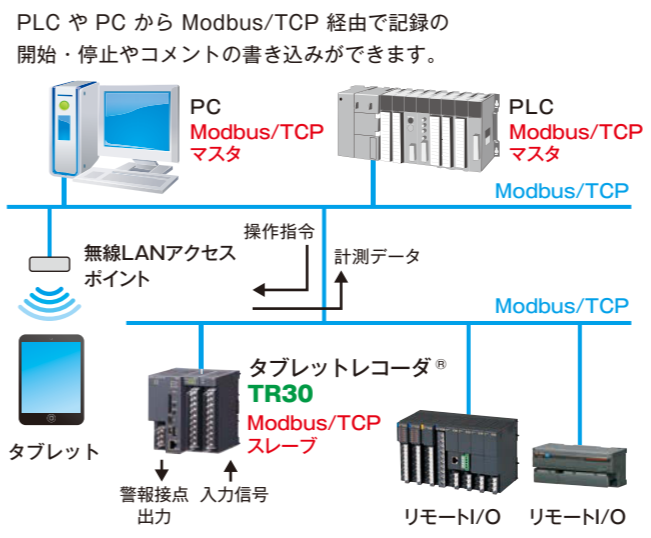 PLC や PC から Modbus/TCP 経由で記録の
開始・停止やコメントの書き込みができます。
PC
Modbus/TCP
マスタ
PLC
Modbus/TCP
マスタ
Modbus/TCP
無線LANアクセス
ポイント
操作指令
計測データ
Modbus/TCP
タブレット
タブレットレコーダ®
TR30
Modbus/TCP
スレーブ
警報接点
出力
入力信号
リモートI/O
リモートI/O